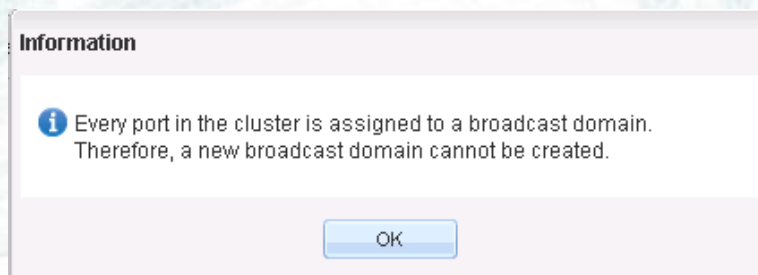 Information
Every port in the cluster is assigned to a broadcast domain.
Therefore, a new broadcast domain cannot be created.
OK